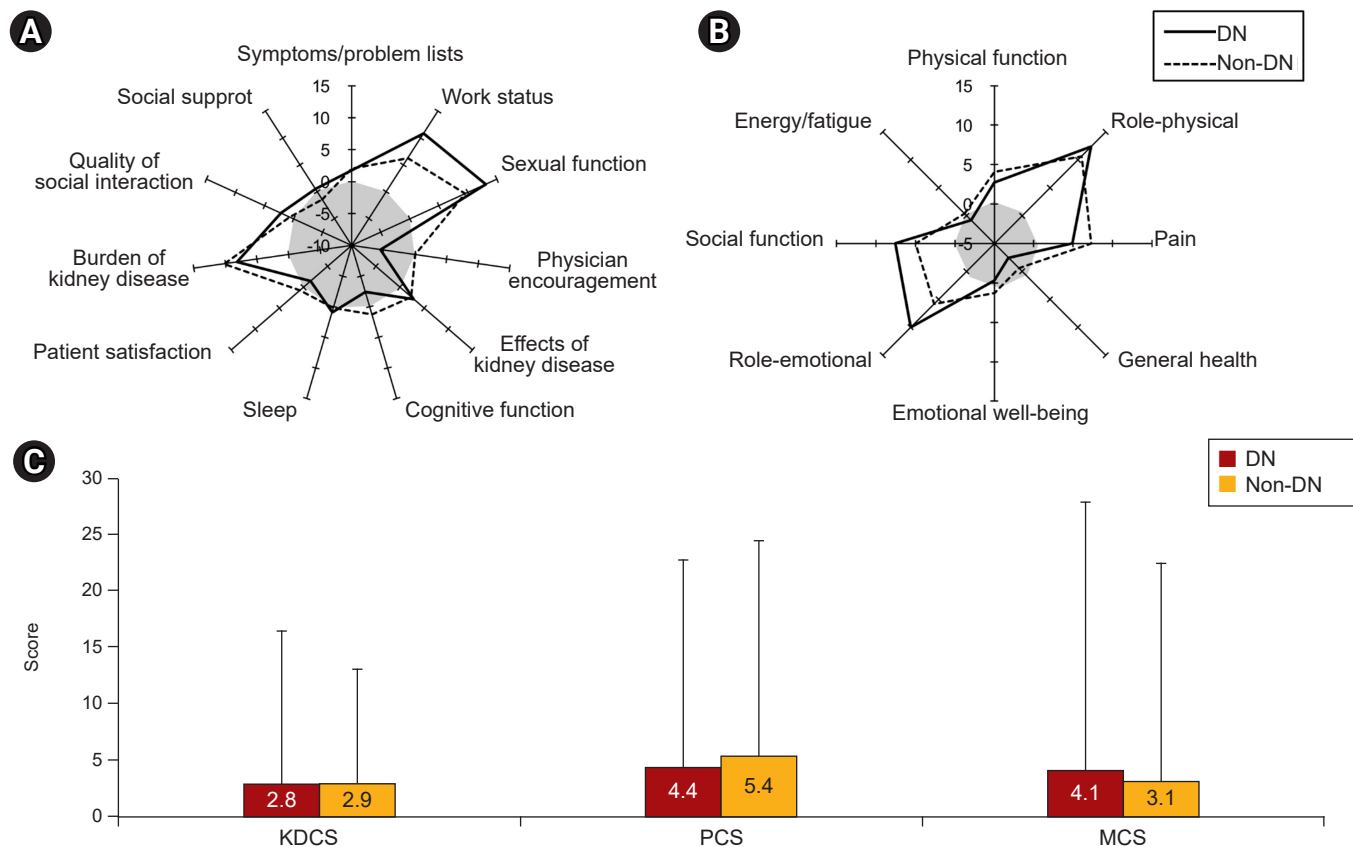 A
Symptoms/problem lists
Work status
Sexual function
Physician
encouragement
Effects of
kidney disease
Cognitive function
Sleep
Patient satisfaction
Burden of
kidney disease
Quality of
social interaction
Social supprot
15
10
5
0
-5
-10
B
DN
Non-DN
Physical function
Role-physical
Pain
General health
Emotional well-being
Role-emotional
Social function
Energy/fatigue
15
10
5
0
-5
C
DN
Non-DN
Score
30
25
20
15
10
5
0
2.8
2.9
4.4
5.4
4.1
3.1
KDCS
PCS
MCS